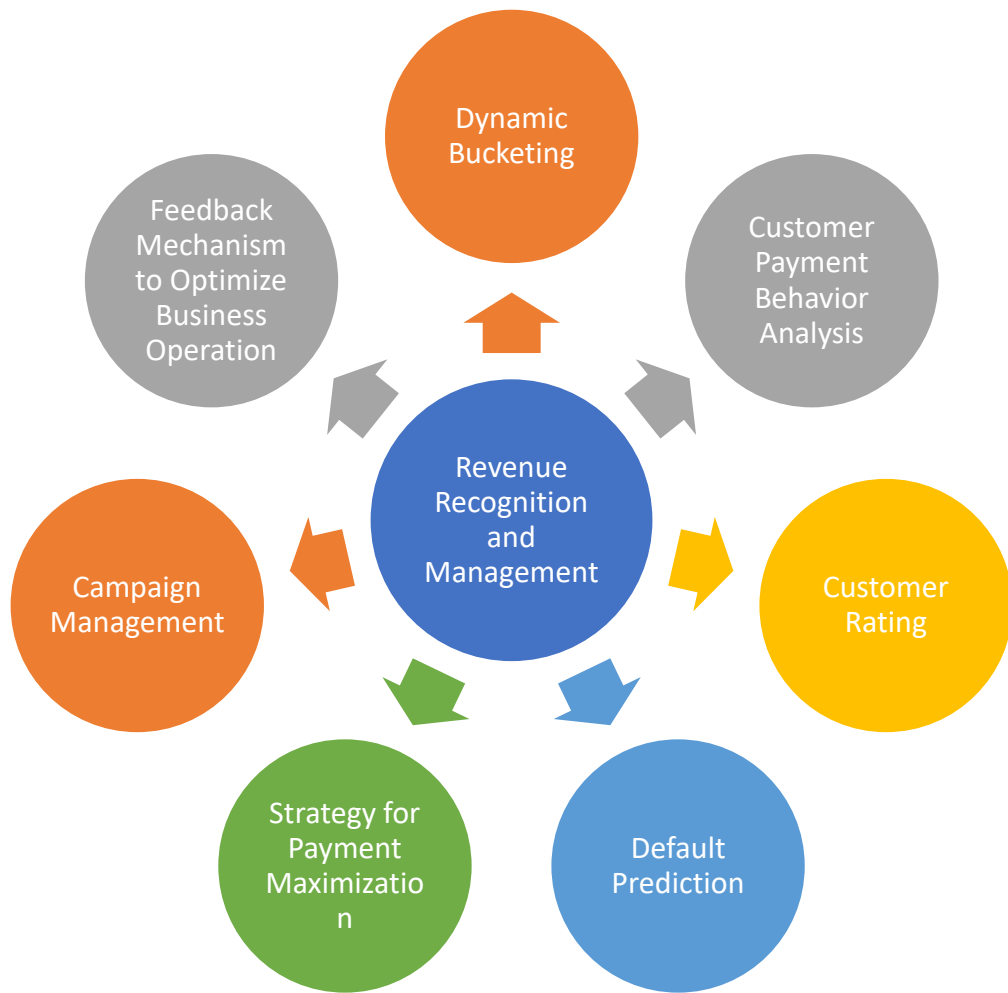 Dynamic
Bucketing
Feedback
Mechanism
to Optimize
Business
Operation
Customer
Payment
Behavior
Analysis
Revenue
Recognition
and
Management
Campaign
Management
Customer
Rating
Strategy for
Payment
Maximizatio
n
Default
Prediction